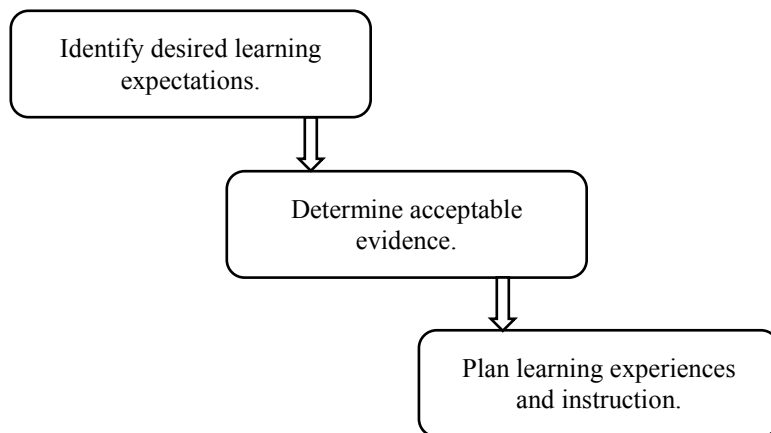 Identify desired learning
expectations.
Determine acceptable
evidence.
Plan learning experiences
and instruction.